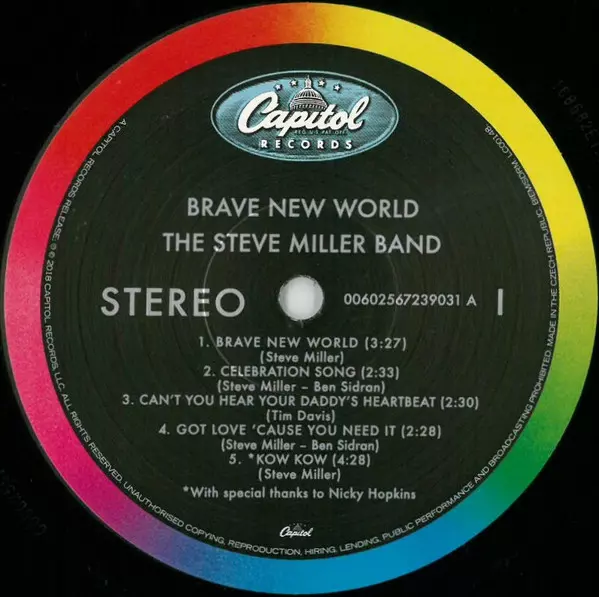 Capitol
REG. U.S. PAT. OFF.
RECORDS
BRAVE NEW WORLD
THE STEVE MILLER BAND
STEREO
00602567239031 A
I
1. BRAVE NEW WORLD (3:27)
(Steve Miller)
2. CELEBRATION SONG (2:33)
(Steve Miller – Ben Sidran)
3. CAN'T YOU HEAR YOUR DADDY'S HEARTBEAT (2:30)
(Tim Davis)
4. GOT LOVE 'CAUSE YOU NEED IT (2:28)
(Steve Miller – Ben Sidran)
5. *KOW KOW (4:28)
(Steve Miller)
*With special thanks to Nicky Hopkins
Capitol
A CAPITOL RECORDS RELEASE; ℗ © 2018 CAPITOL RECORDS, LLC. ALL RIGHTS RESERVED. UNAUTHORISED COPYING, REPRODUCTION, HIRING, LENDING, PUBLIC PERFORMANCE AND BROADCASTING PROHIBITED. MADE IN THE CZECH REPUBLIC. BIEM/SDRM. LC00148